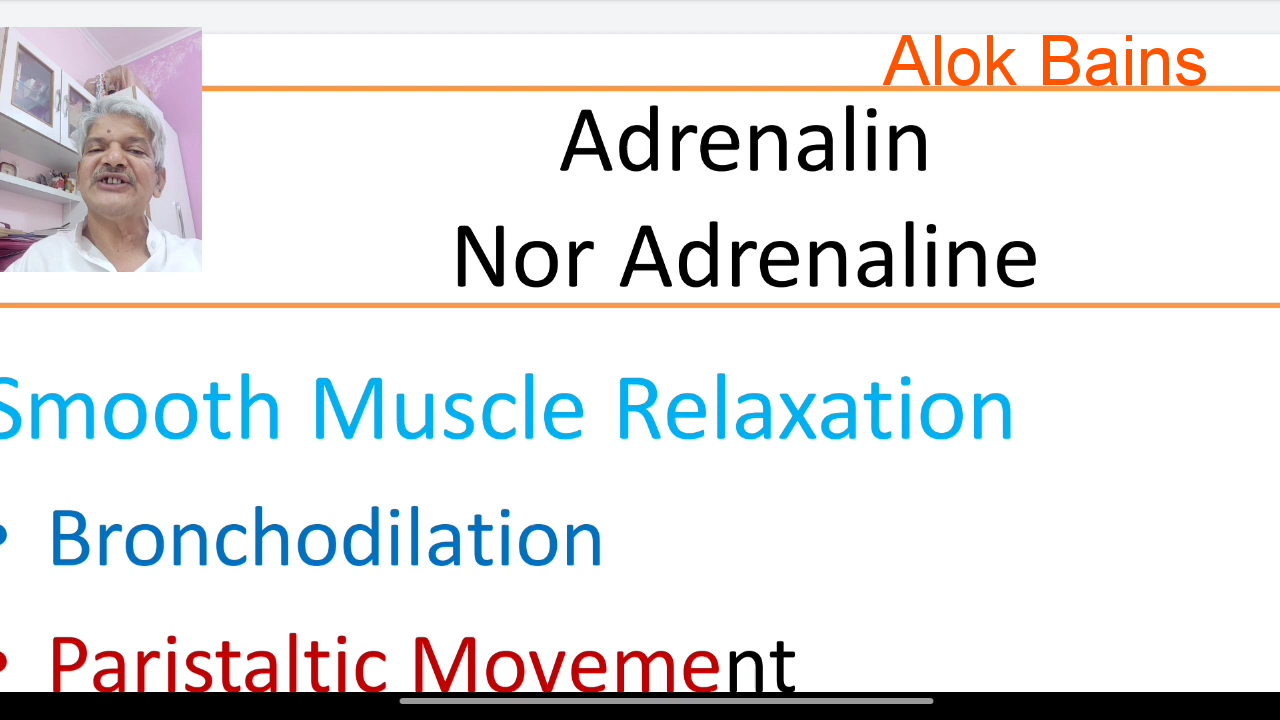 Alok Bains
Adrenalin
Nor Adrenaline
Smooth Muscle Relaxation
• Bronchodilation
• Paristaltic Movement